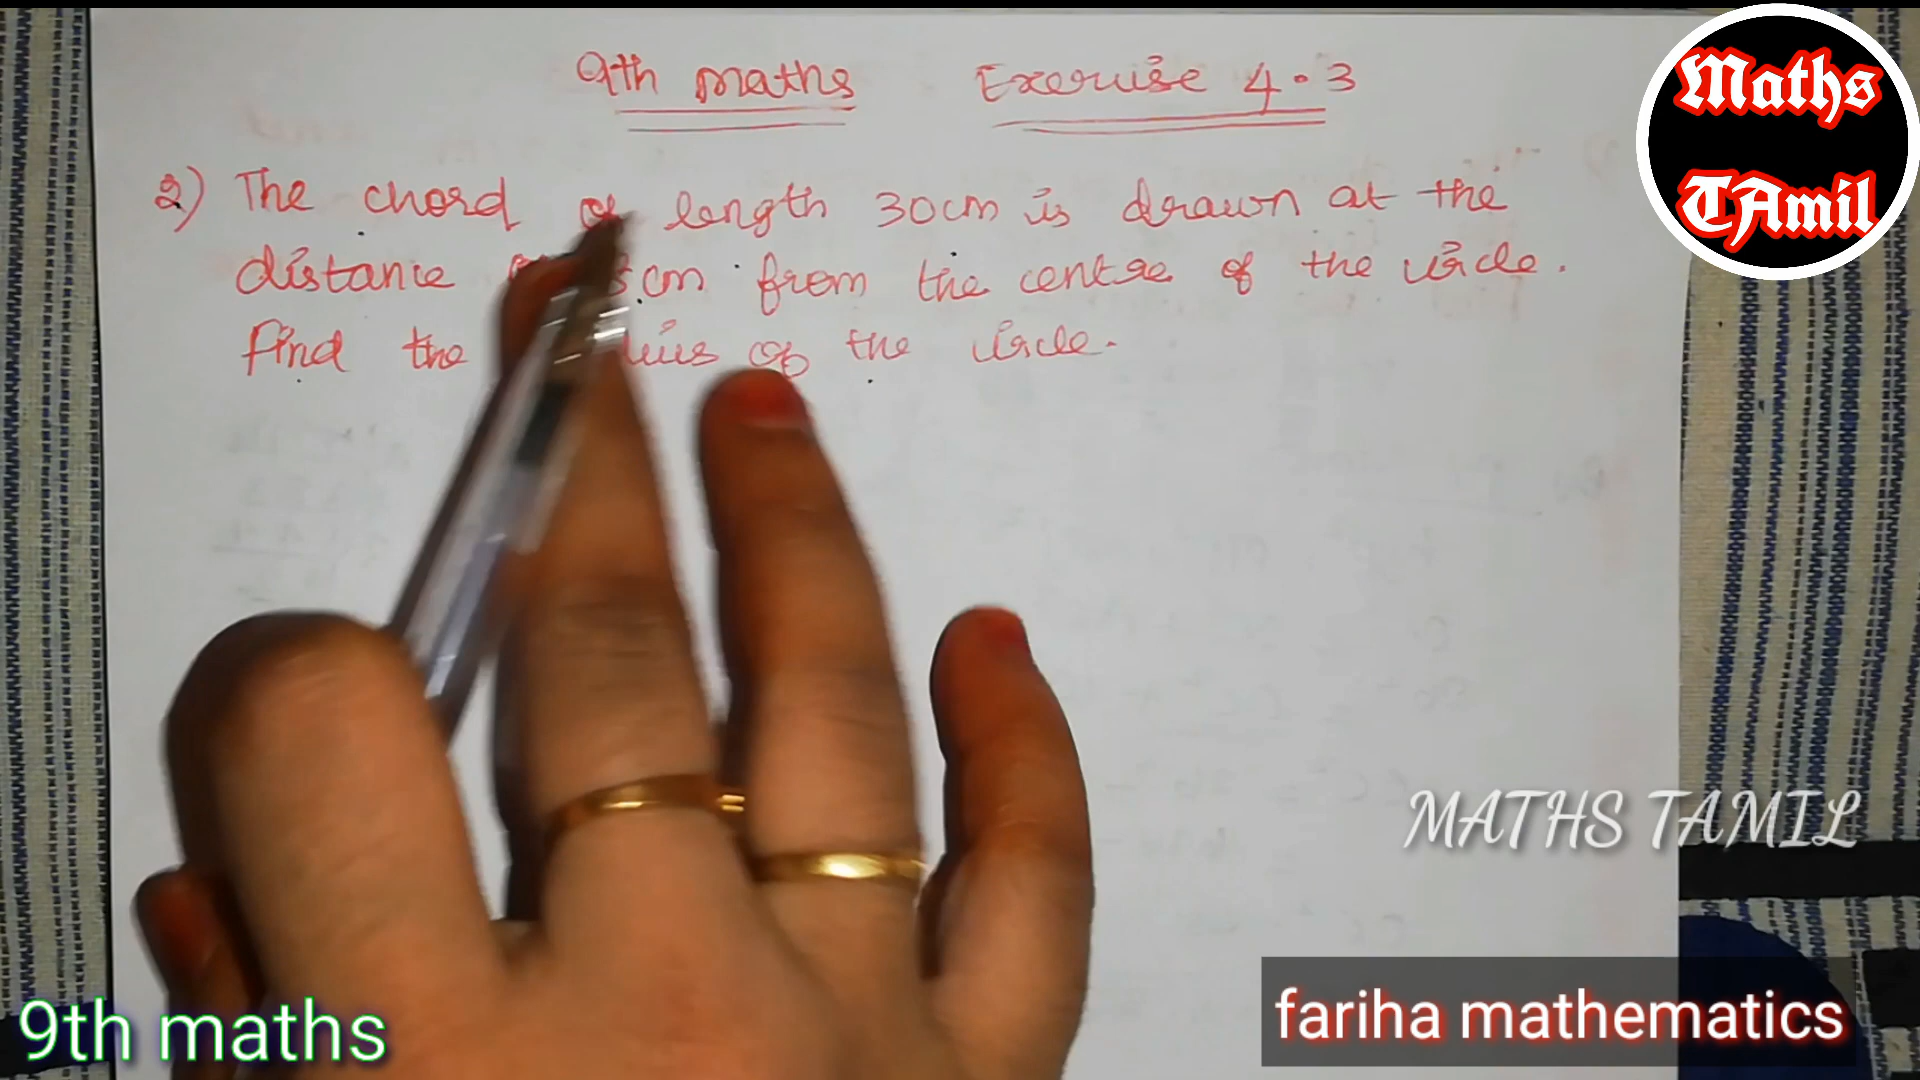 9th maths Exercise 4.3
2) The chord of length 30cm is drawn at the
distance cm from the centre of the circle.
Find the of the circle.
Maths
TAmil
MATHS TAMIL
9th maths
fariha mathematics